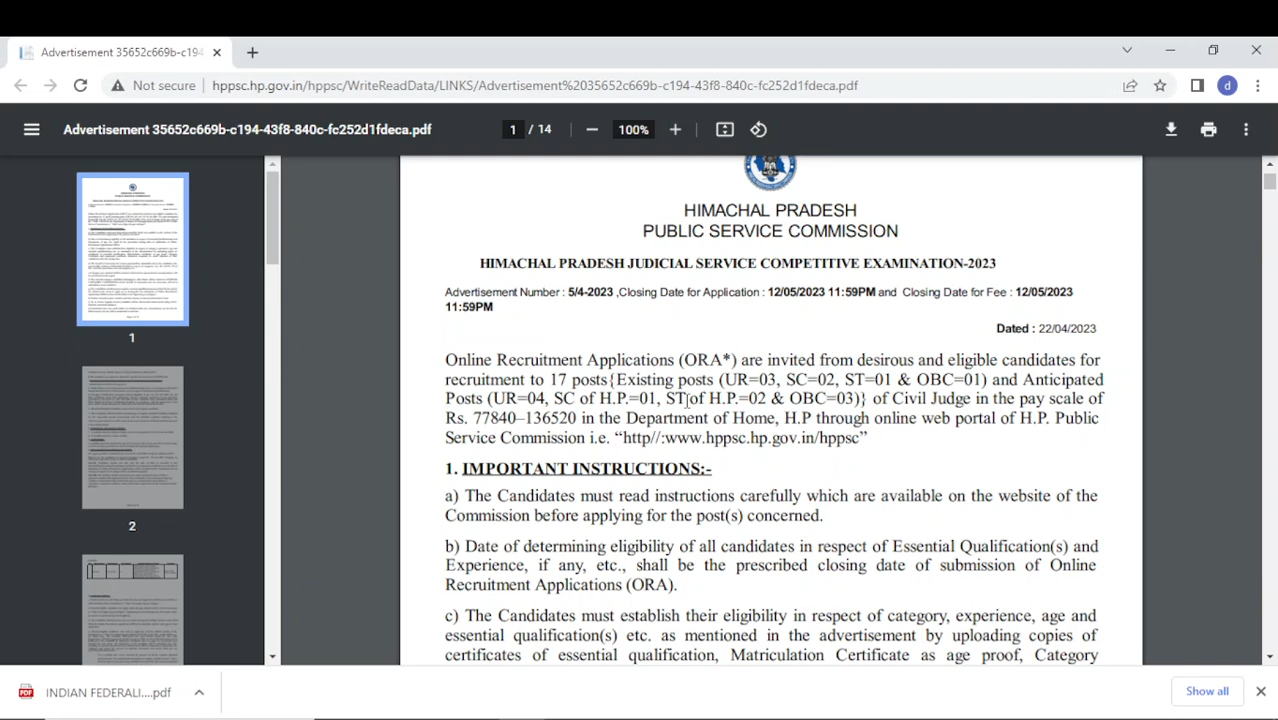 Advertisement 35652c669b-c194
Not secure
hppsc.hp.gov.in/hppsc/WriteReadData/LINKS/Advertisement%2035652c669b-c194-43f8-840c-fc252d1fdeca.pdf
d
Advertisement 35652c669b-c194-43f8-840c-fc252d1fdeca.pdf
1 / 14
100%
HIMACHAL PRADESH
PUBLIC SERVICE COMMISSION
HIMACHAL PRADESH JUDICIAL SERVICE COMPETITIVE EXAMINATION-2023
Advertisement Number : 6-4/2023 ,Closing Date for Application : 12/05/2023 11:59PM and Closing Date for Fee : 12/05/2023
11:59PM
Dated : 22/04/2023
Online Recruitment Applications (ORA*) are invited from desirous and eligible candidates for
recruitment to the posts {Existing posts (UR=03, SC=02, ST=01 & OBC=01) and Anticipated
Posts (UR=04, SC of H.P.=01, ST of H.P.=02 & OBC=03)} of Civil Judge in the pay scale of
Rs 77840–136520 in the Department of Home, H.P. through online web portal of H.P. Public
Service Commission i.e. “http//.www.hppsc.hp.gov.in/hppsc”
1. IMPORTANT INSTRUCTIONS:-
a) The Candidates must read instructions carefully which are available on the website of the
Commission before applying for the post(s) concerned.
b) Date of determining eligibility of all candidates in respect of Essential Qualification(s) and
Experience, if any, etc., shall be the prescribed closing date of submission of Online
Recruitment Applications (ORA).
c) The Candidates must establish their eligibility in respect of category, experience, age and
essential qualification(s) etc. as mentioned in the advertisement by uploading copies of
certificates of essential qualification, Matriculation certificate as age proof, Category
1
2
INDIAN FEDERALI....pdf
Show all